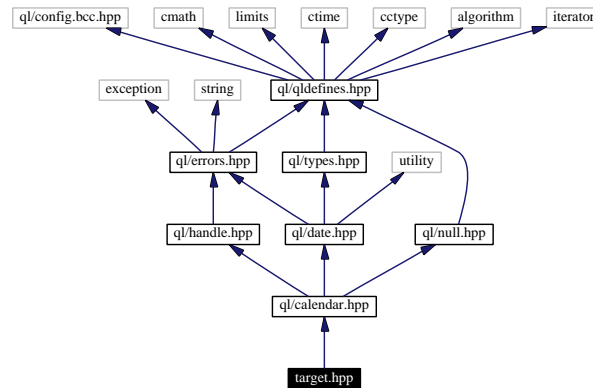 ql/config.bcc.hpp cmath limits ctime cctype algorithm iterator
exception string ql/qldefines.hpp
ql/errors.hpp ql/types.hpp utility
ql/handle.hpp ql/date.hpp ql/null.hpp
ql/calendar.hpp
target.hpp